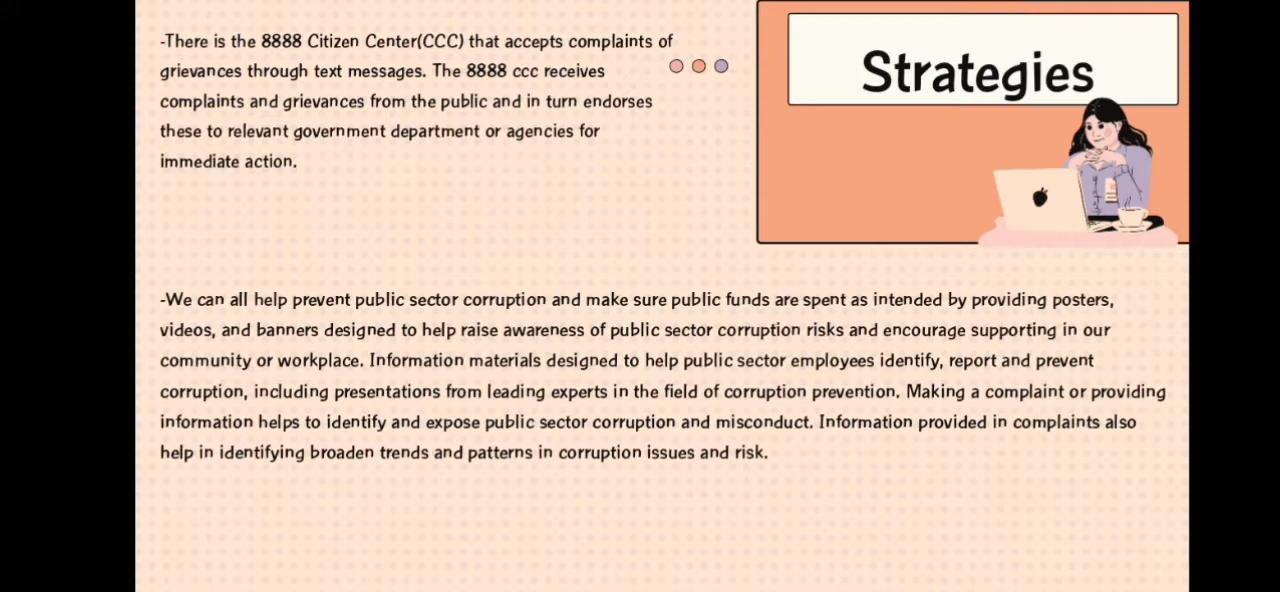 -There is the 8888 Citizen Center(CCC) that accepts complaints of
grievances through text messages. The 8888 ccc receives
complaints and grievances from the public and in turn endorses
these to relevant government department or agencies for
immediate action.
Strategies
-We can all help prevent public sector corruption and make sure public funds are spent as intended by providing posters,
videos, and banners designed to help raise awareness of public sector corruption risks and encourage supporting in our
community or workplace. Information materials designed to help public sector employees identify, report and prevent
corruption, including presentations from leading experts in the field of corruption prevention. Making a complaint or providing
information helps to identify and expose public sector corruption and misconduct. Information provided in complaints also
help in identifying broaden trends and patterns in corruption issues and risk.